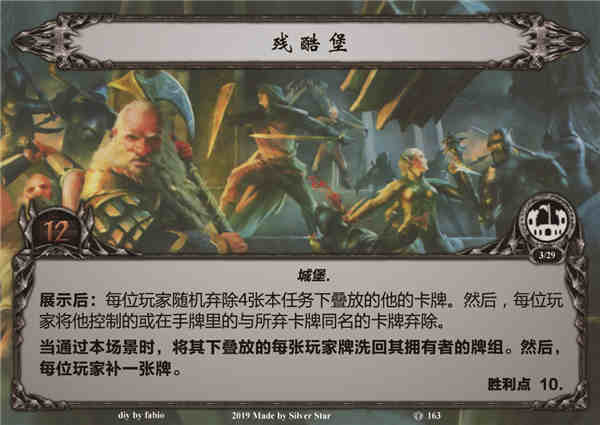 残酷堡
12
3/29
城堡.
展示后：每位玩家随机弃除4张本任务下叠放的他的卡牌。然后，每位玩
家将他控制的或在手牌里的与所弃卡牌同名的卡牌弃除。
当通过本场景时，将其下叠放的每张玩家牌洗回其拥有者的牌组。然后，
每位玩家补一张牌。
胜利点 10.
diy by fabio 2019 Made by Silver Star 163